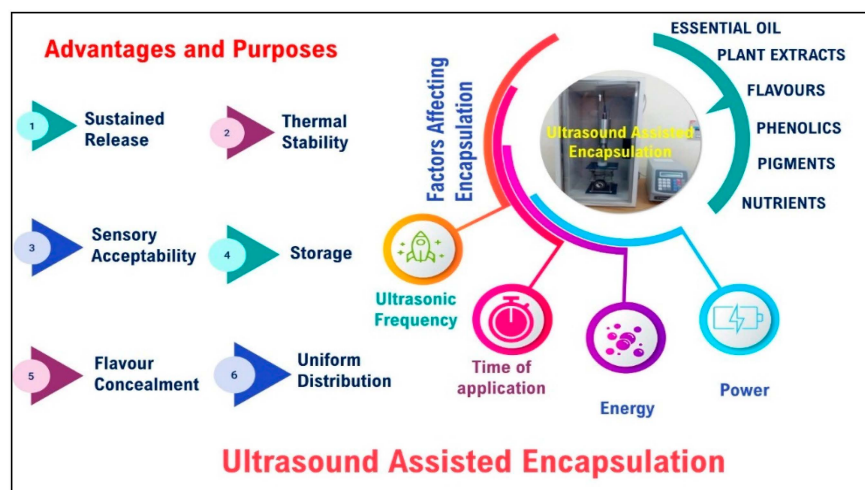 Advantages and Purposes
1
Sustained
Release
2
Thermal
Stability
3
Sensory
Acceptability
4
Storage
5
Flavour
Concealment
6
Uniform
Distribution
Factors Affecting
Encapsulation
Ultrasound Assisted
Encapsulation
ESSENTIAL OIL
PLANT EXTRACTS
FLAVOURS
PHENOLICS
PIGMENTS
NUTRIENTS
Ultrasonic
Frequency
Time of
application
Energy
Power
Ultrasound Assisted Encapsulation